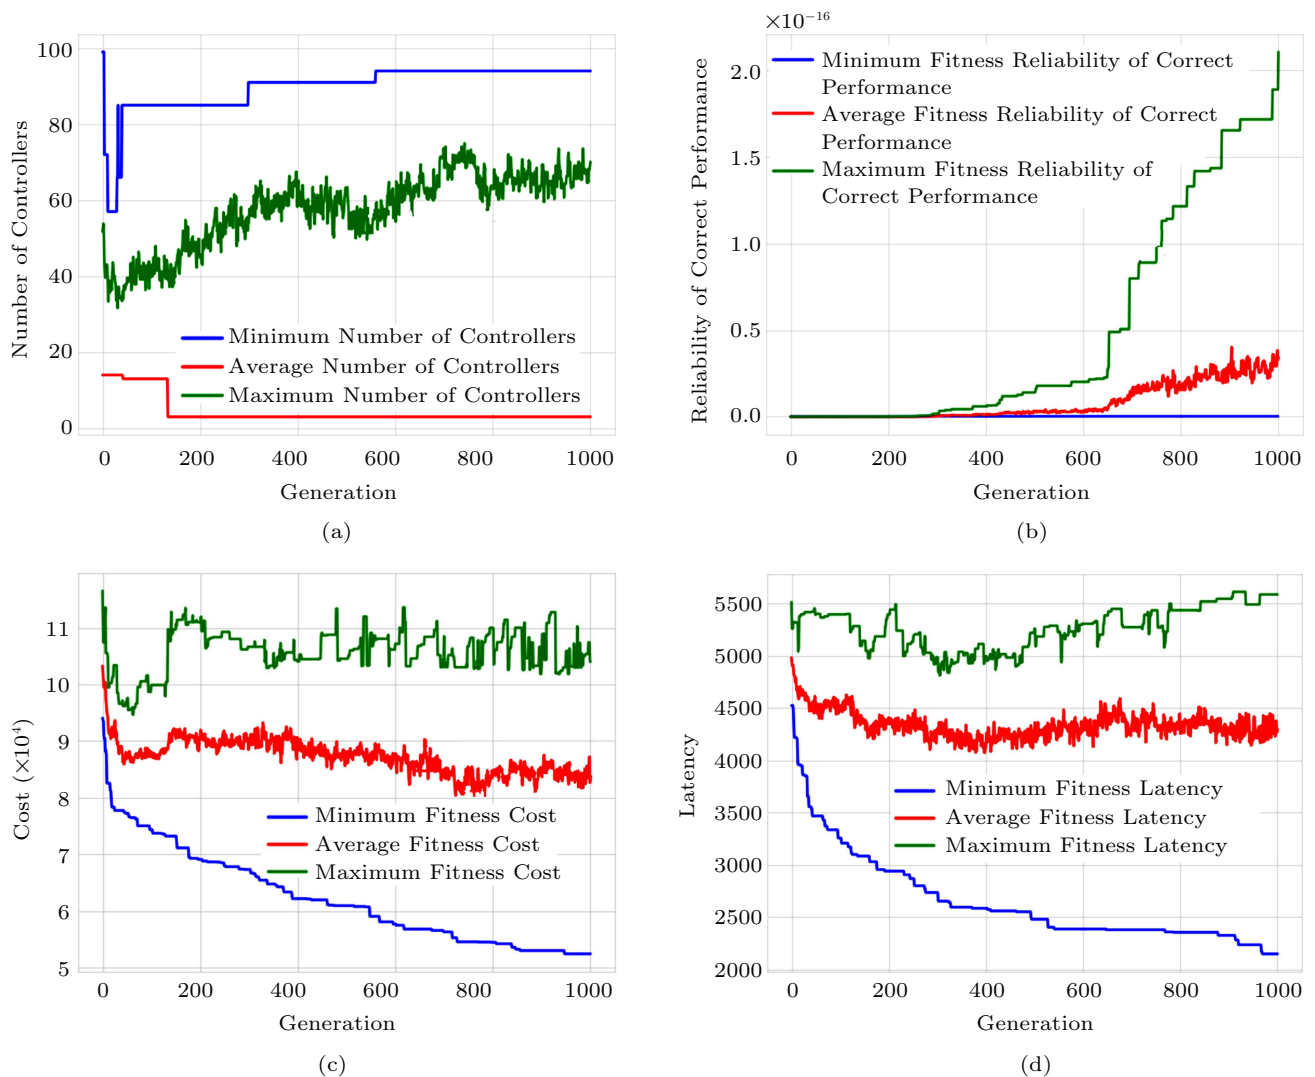 100
80
60
40
20
0
Number of Controllers
Minimum Number of Controllers
Average Number of Controllers
Maximum Number of Controllers
0 200 400 600 800 1000
Generation
(a)
×10⁻¹⁶
2.0
1.5
1.0
0.5
0.0
Reliability of Correct Performance
Minimum Fitness Reliability of Correct
Performance
Average Fitness Reliability of Correct
Performance
Maximum Fitness Reliability of
Correct Performance
0 200 400 600 800 1000
Generation
(b)
11
10
9
8
7
6
5
Cost (×10⁴)
Minimum Fitness Cost
Average Fitness Cost
Maximum Fitness Cost
0 200 400 600 800 1000
Generation
(c)
5500
5000
4500
4000
3500
3000
2500
2000
Latency
Minimum Fitness Latency
Average Fitness Latency
Maximum Fitness Latency
0 200 400 600 800 1000
Generation
(d)